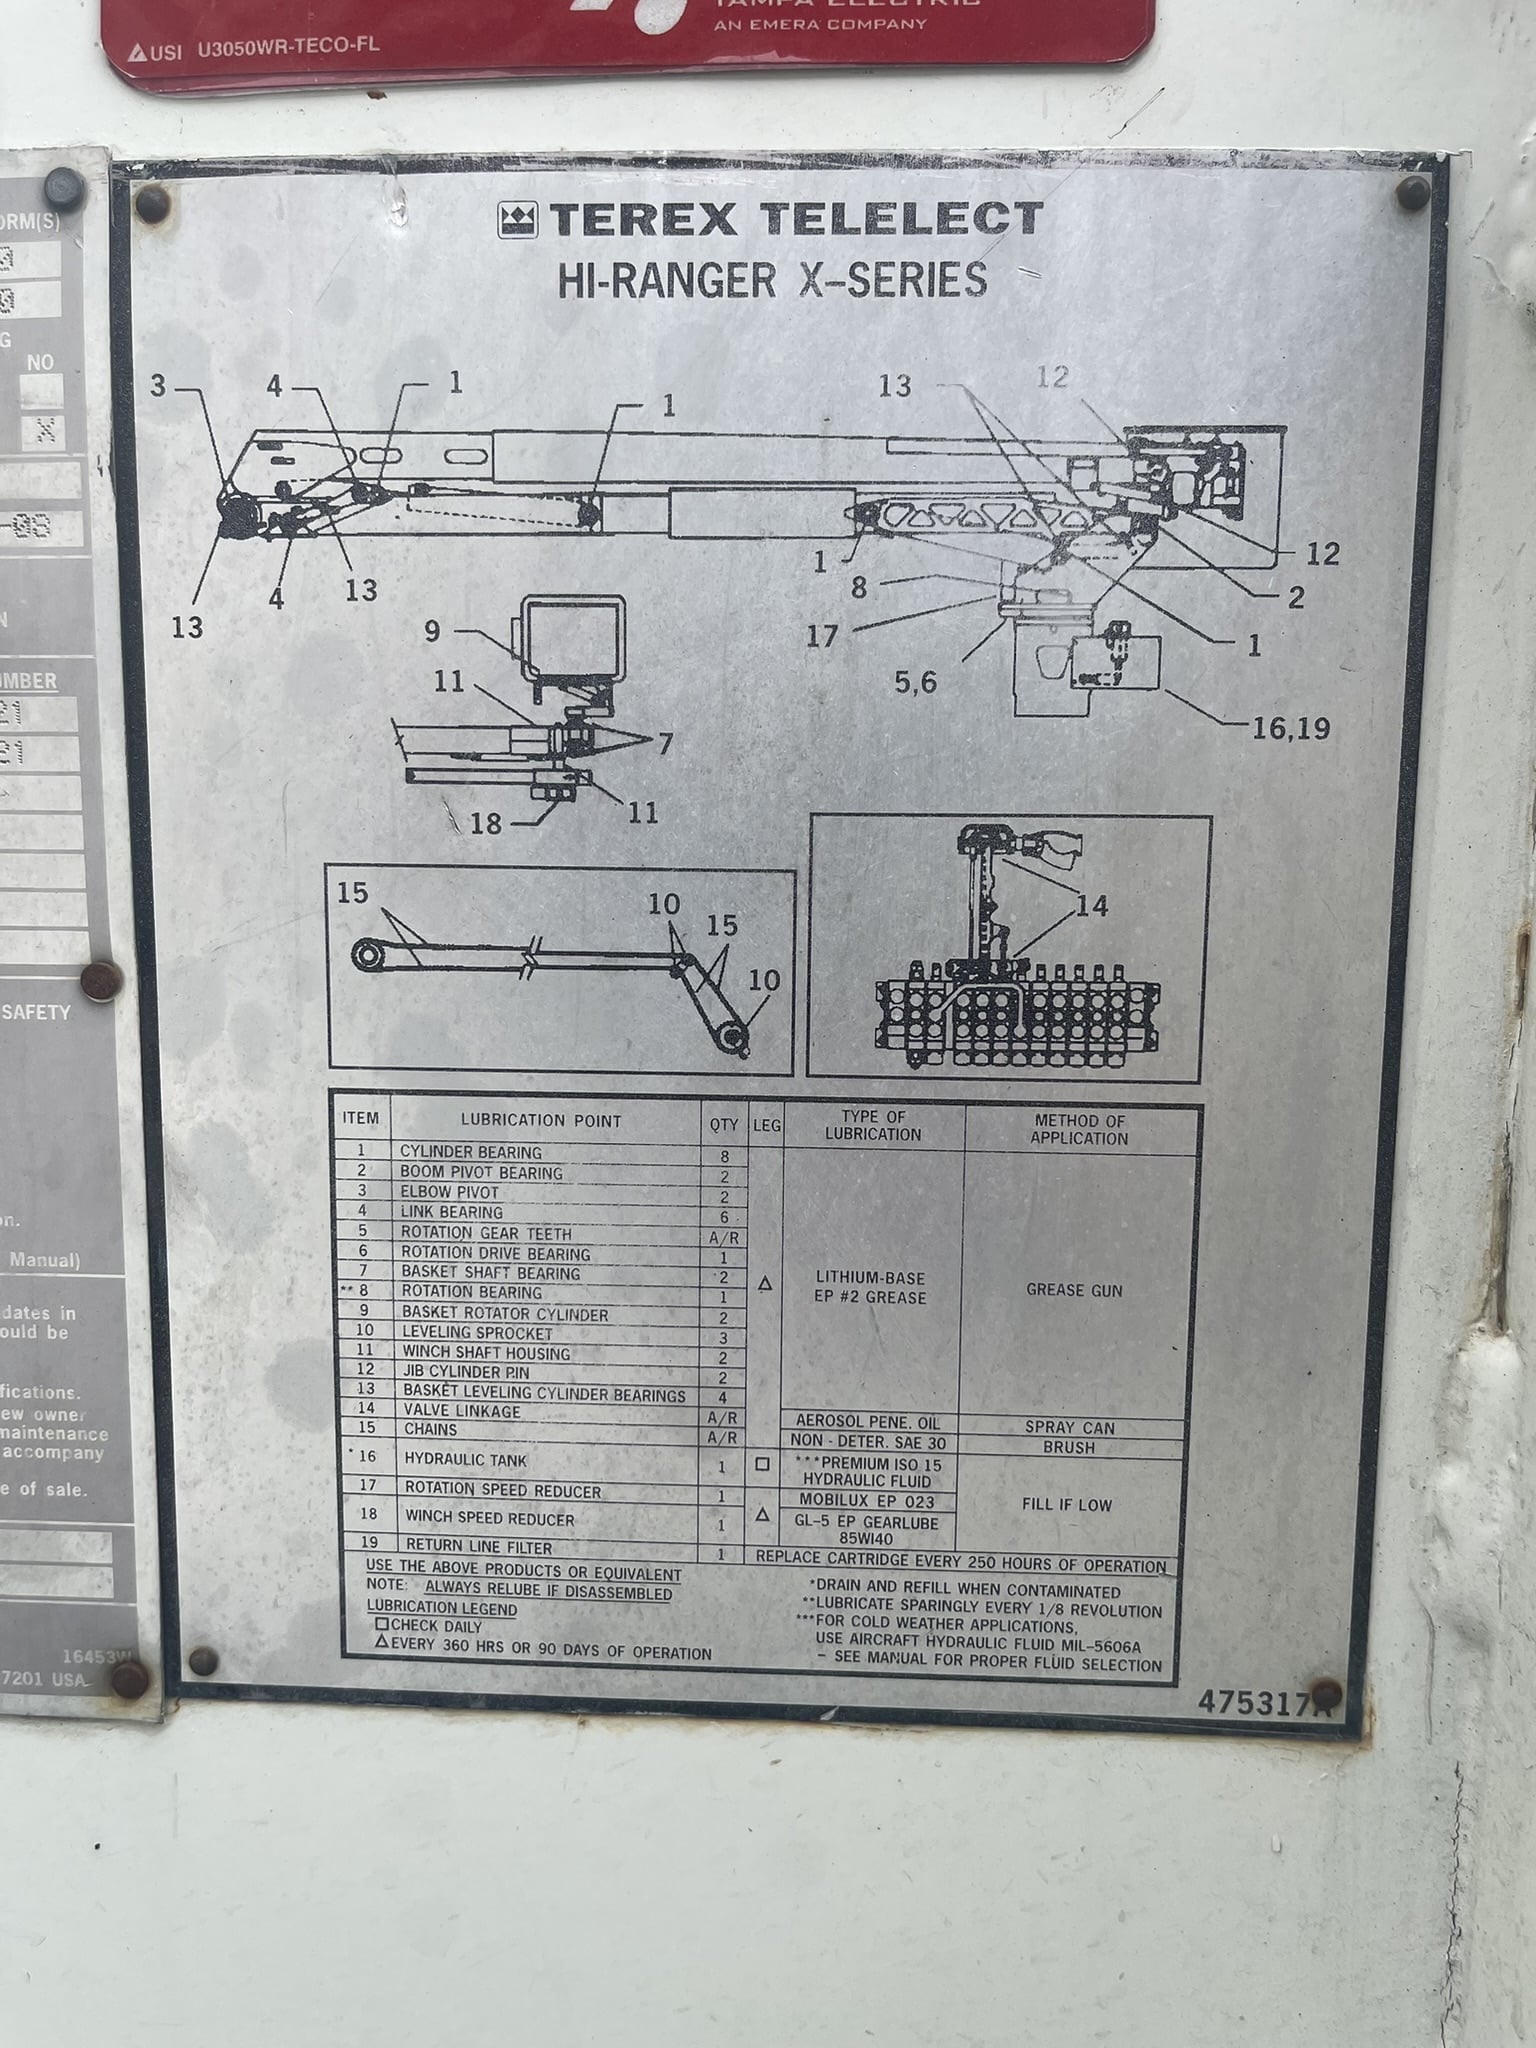 TAMPA ELECTRIC
AN EMERA COMPANY
USI U3050WR-TECO-FL
TEREX TELELECT
HI-RANGER X-SERIES
3 4 1 1 13 12
1 8 12 2
13 4 13
17 1
5,6
16,19
9
11
7
11
18
15 10 15 10
14
ITEM LUBRICATION POINT QTY LEG TYPE OF LUBRICATION METHOD OF APPLICATION
1 CYLINDER BEARING 8
2 BOOM PIVOT BEARING 2
3 ELBOW PIVOT 2
4 LINK BEARING 6
5 ROTATION GEAR TEETH A/R
6 ROTATION DRIVE BEARING 1
7 BASKET SHAFT BEARING 2
**8 ROTATION BEARING 1
9 BASKET ROTATOR CYLINDER 2
10 LEVELING SPROCKET 3
11 WINCH SHAFT HOUSING 2
12 JIB CYLINDER PIN 2
13 BASKET LEVELING CYLINDER BEARINGS 4
△ LITHIUM-BASE EP #2 GREASE GREASE GUN
14 VALVE LINKAGE A/R AEROSOL PENE. OIL SPRAY CAN
15 CHAINS A/R NON - DETER. SAE 30 BRUSH
*16 HYDRAULIC TANK 1 □ ***PREMIUM ISO 15 HYDRAULIC FLUID
17 ROTATION SPEED REDUCER 1 MOBILUX EP 023
FILL IF LOW
18 WINCH SPEED REDUCER 1 △ GL-5 EP GEARLUBE 85WI40
19 RETURN LINE FILTER 1 REPLACE CARTRIDGE EVERY 250 HOURS OF OPERATION
USE THE ABOVE PRODUCTS OR EQUIVALENT
NOTE: ALWAYS RELUBE IF DISASSEMBLED
LUBRICATION LEGEND
□ CHECK DAILY
△ EVERY 360 HRS OR 90 DAYS OF OPERATION
*DRAIN AND REFILL WHEN CONTAMINATED
**LUBRICATE SPARINGLY EVERY 1/8 REVOLUTION
***FOR COLD WEATHER APPLICATIONS,
USE AIRCRAFT HYDRAULIC FLUID MIL-5606A
- SEE MANUAL FOR PROPER FLUID SELECTION
475317A
NO
X
-08
21
21
SAFETY
Manual)
maintenance
accompany
e of sale.
16453W
7201 USA